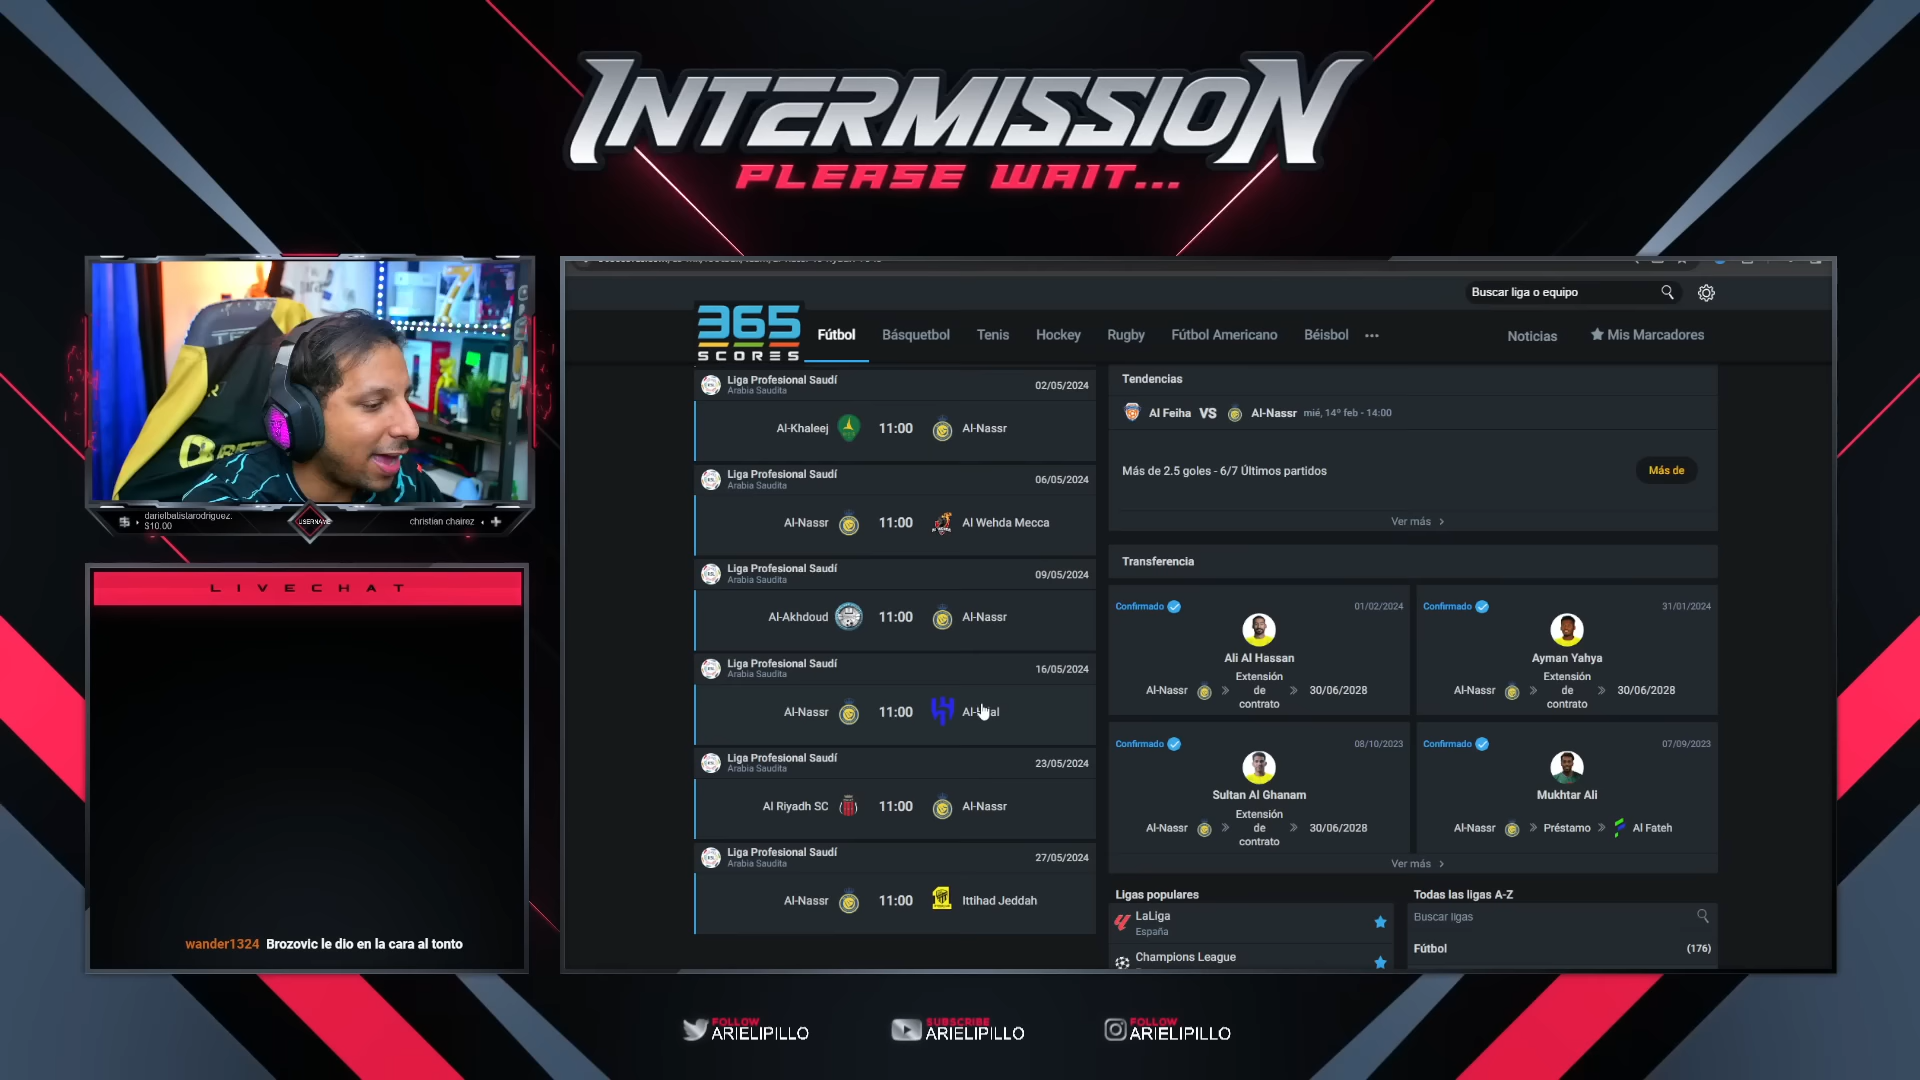 INTERMISSION
PLEASE WAIT...
Buscar liga o equipo
365
SCORES
Fútbol
Básquetbol
Tenis
Hockey
Rugby
Fútbol Americano
Béisbol
Noticias
Mis Marcadores
Liga Profesional Saudí
Arabia Saudita
02/05/2024
Al-Khaleej 11:00 Al-Nassr
Liga Profesional Saudí
Arabia Saudita
06/05/2024
Al-Nassr 11:00 Al Wehda Mecca
Liga Profesional Saudí
Arabia Saudita
09/05/2024
Al-Akhdoud 11:00 Al-Nassr
Liga Profesional Saudí
Arabia Saudita
16/05/2024
Al-Nassr 11:00
Liga Profesional Saudí
Arabia Saudita
23/05/2024
Al Riyadh SC 11:00 Al-Nassr
Liga Profesional Saudí
Arabia Saudita
27/05/2024
Al-Nassr 11:00 Ittihad Jeddah
Tendencias
Al Feiha VS Al-Nassr mié, 14º feb - 14:00
Más de 2.5 goles - 6/7 Últimos partidos
Más de
Ver más
Transferencia
Confirmado 01/02/2024
Ali Al Hassan
Al-Nassr Extensión de contrato 30/06/2028
Confirmado 31/01/2024
Ayman Yahya
Al-Nassr Extensión de contrato 30/06/2028
Confirmado 08/10/2023
Sultan Al Ghanam
Al-Nassr Extensión de contrato 30/06/2028
Confirmado 07/09/2023
Mukhtar Ali
Al-Nassr Préstamo Al Fateh
Ver más
Ligas populares
LaLiga
España
Champions League
Todas las ligas A-Z
Buscar ligas
Fútbol (176)
darielbatistarodriguez.
$10.00
USERNAME
christian chairez
LIVECHAT
wander1324 Brozovic le dio en la cara al tonto
FOLLOW
ARIELIPILLO
SUBSCRIBE
ARIELIPILLO
FOLLOW
ARIELIPILLO